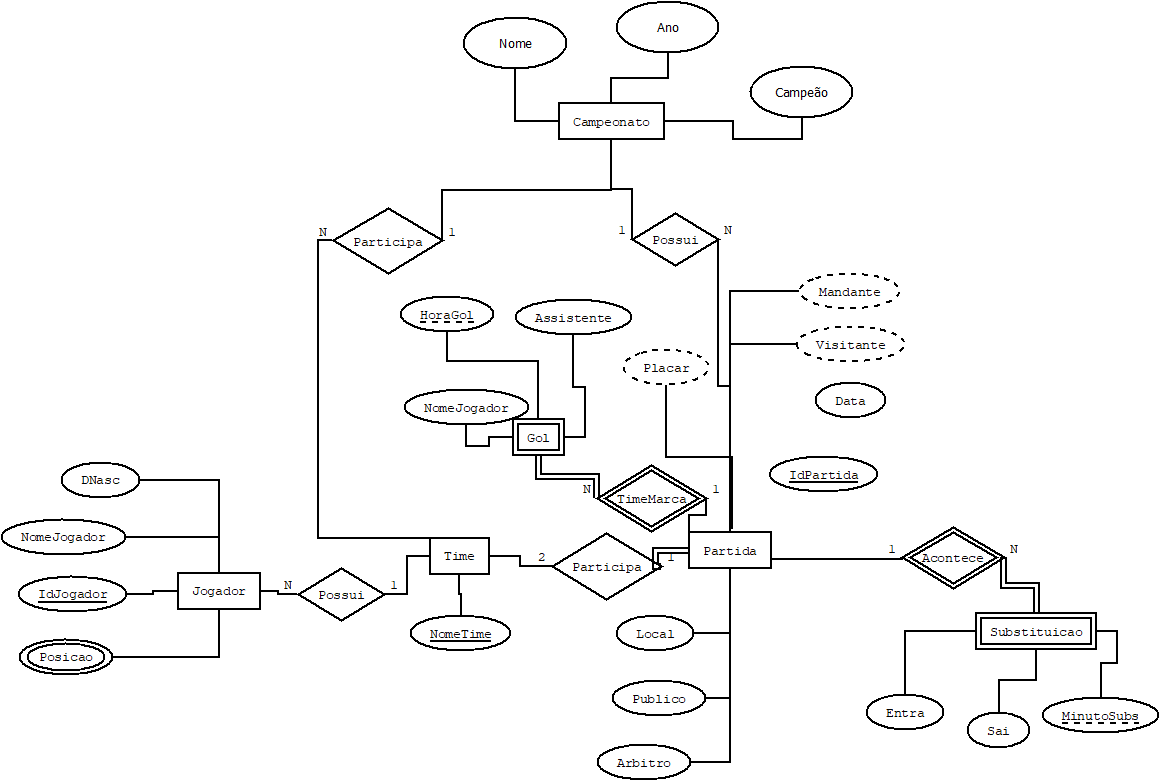 Ano
Nome
Campeão
Campeonato
N
Participa
1
1
Possui
N
Mandante
HoraGol
Assistente
Visitante
Placar
Data
NomeJogador
Gol
IdPartida
DNasc
N
TimeMarca
1
NomeJogador
Time
2
Participa
1
Partida
1
Acontece
N
IdJogador
Jogador
N
Possui
1
NomeTime
Local
Substituicao
Posicao
Publico
Entra
Sai
MinutoSubs
Arbitro